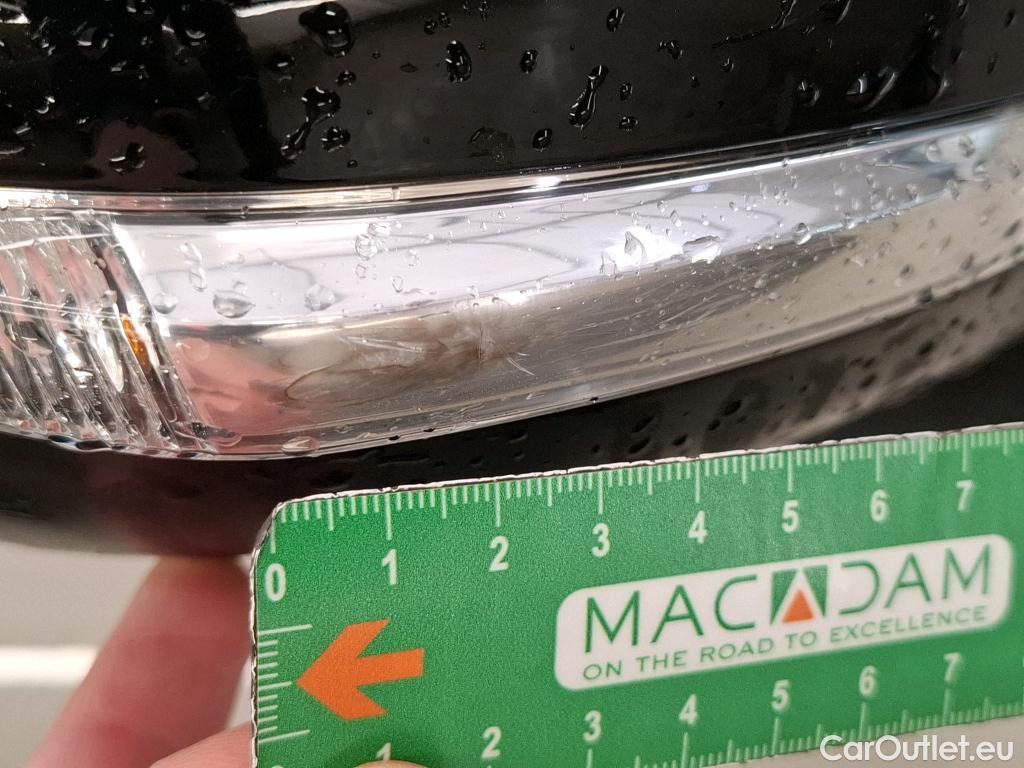 0 1 2 3 4 5 6 7
MACADAM
ON THE ROAD TO EXCELLENCE
1 2 3 4 5 6 7
CarOutlet.eu